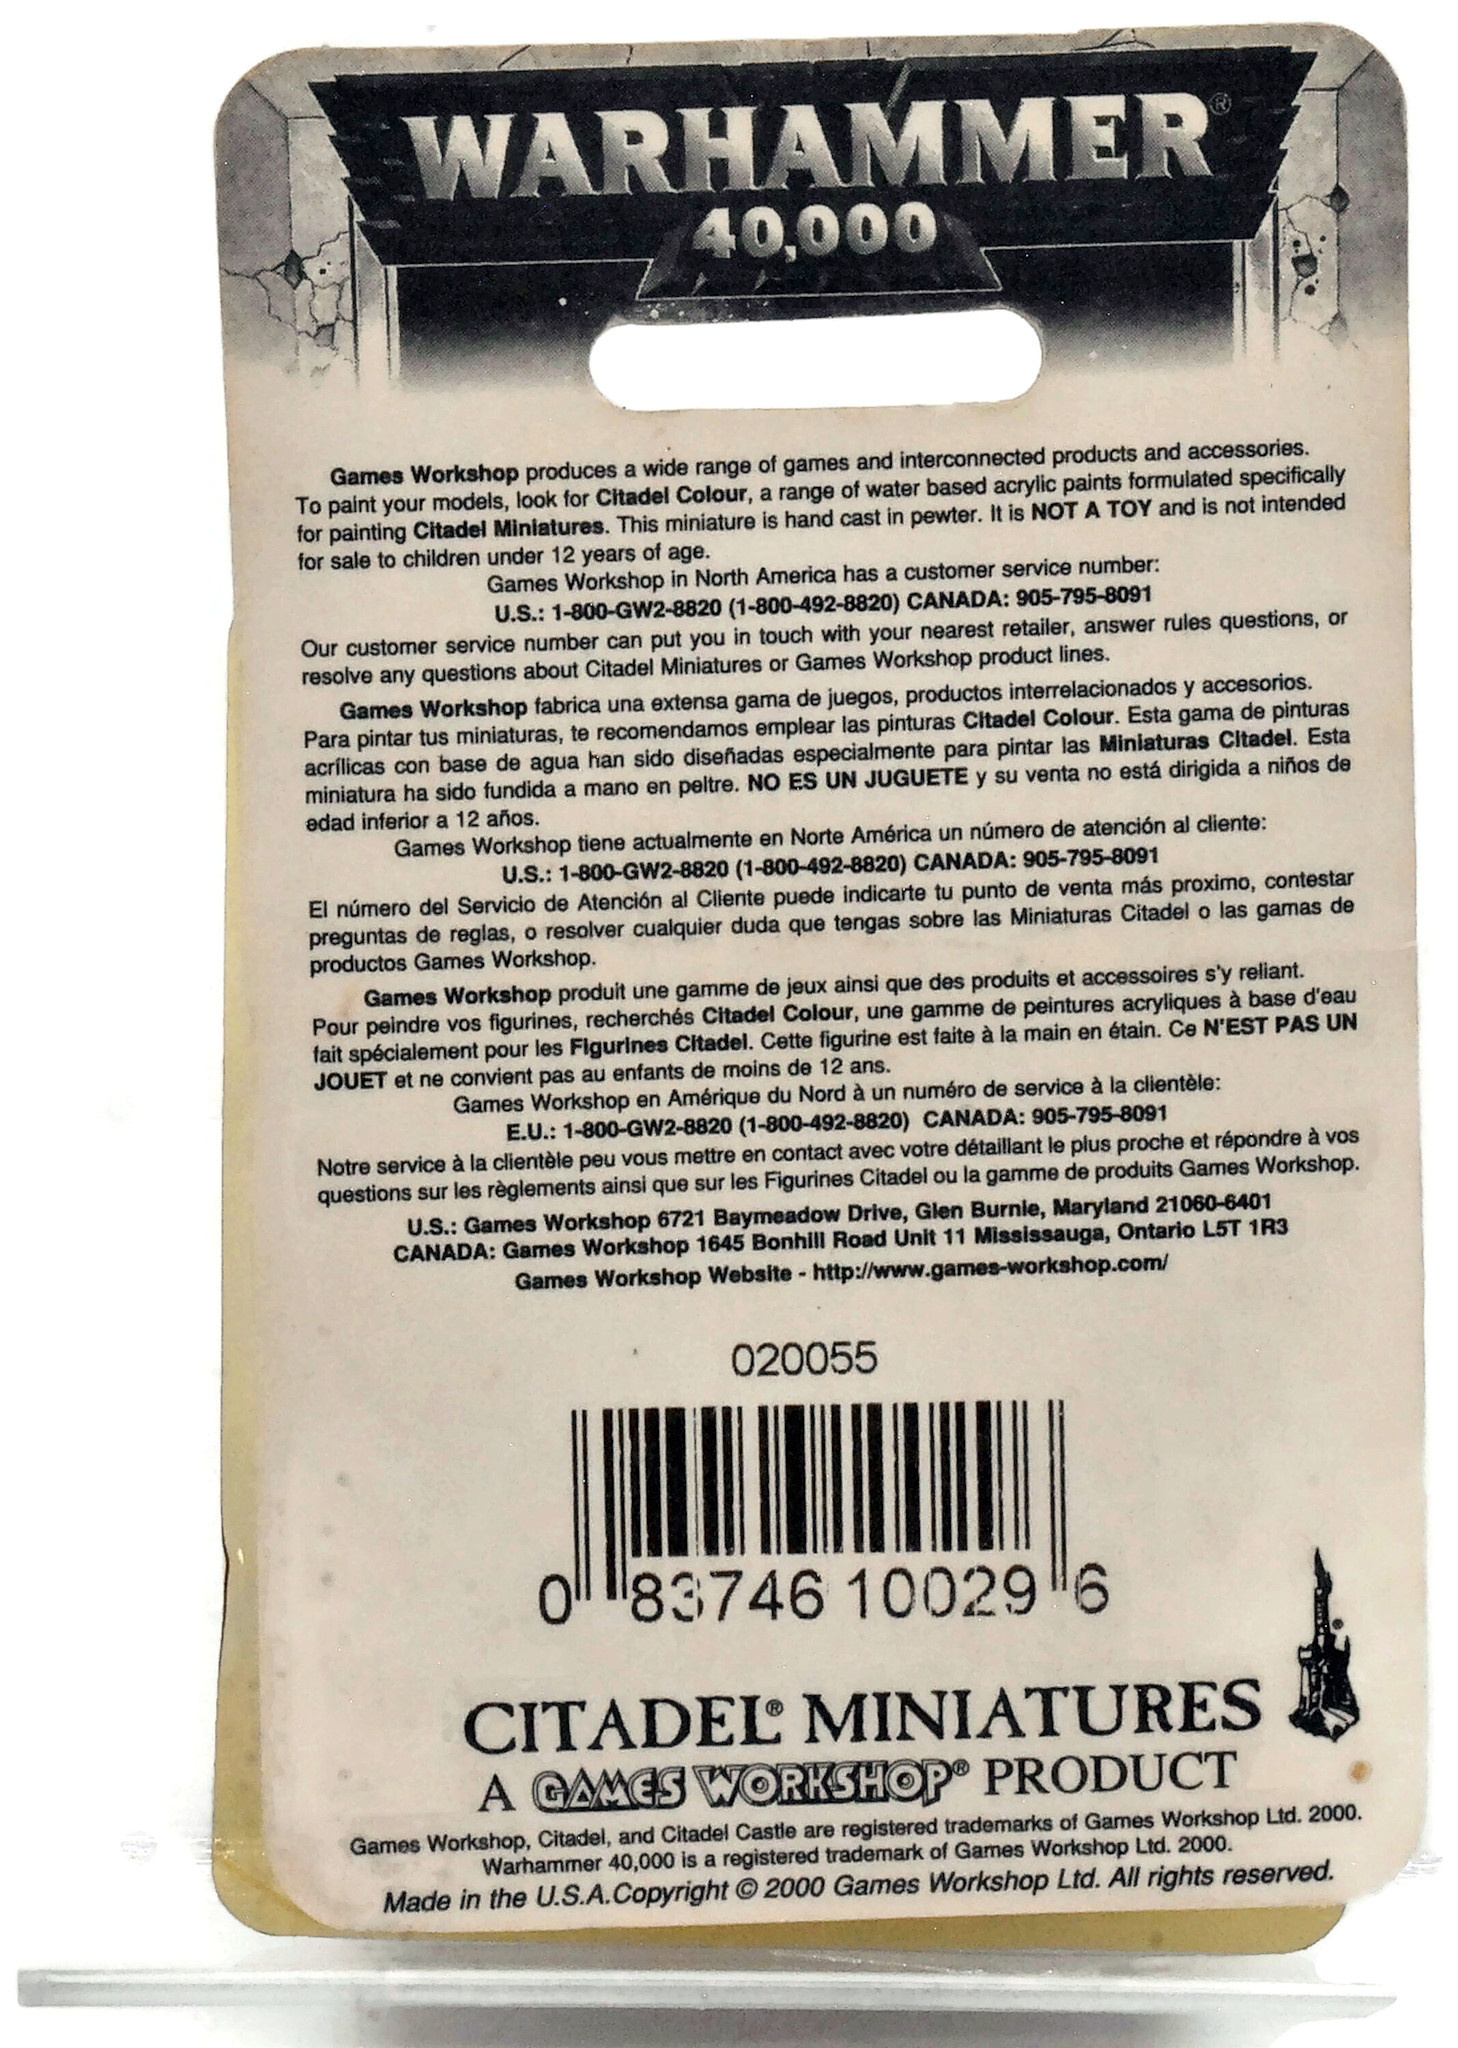 WARHAMMER®
40,000
Games Workshop produces a wide range of games and interconnected products and accessories.
To paint your models, look for Citadel Colour, a range of water based acrylic paints formulated specifically
for painting Citadel Miniatures. This miniature is hand cast in pewter. It is NOT A TOY and is not intended
for sale to children under 12 years of age.
Games Workshop in North America has a customer service number:
U.S.: 1-800-GW2-8820 (1-800-492-8820) CANADA: 905-795-8091
Our customer service number can put you in touch with your nearest retailer, answer rules questions, or
resolve any questions about Citadel Miniatures or Games Workshop product lines.
Games Workshop fabrica una extensa gama de juegos, productos interrelacionados y accesorios.
Para pintar tus miniaturas, te recomendamos emplear las pinturas Citadel Colour. Esta gama de pinturas
acrílicas con base de agua han sido diseñadas especialmente para pintar las Miniaturas Citadel. Esta
miniatura ha sido fundida a mano en peltre. NO ES UN JUGUETE y su venta no está dirigida a niños de
edad inferior a 12 años.
Games Workshop tiene actualmente en Norte América un número de atención al cliente:
U.S.: 1-800-GW2-8820 (1-800-492-8820) CANADA: 905-795-8091
El número del Servicio de Atención al Cliente puede indicarte tu punto de venta más proximo, contestar
preguntas de reglas, o resolver cualquier duda que tengas sobre las Miniaturas Citadel o las gamas de
productos Games Workshop.
Games Workshop produit une gamme de jeux ainsi que des produits et accessoires s'y reliant.
Pour peindre vos figurines, recherchés Citadel Colour, une gamme de peintures acryliques à base d'eau
fait spécialement pour les Figurines Citadel. Cette figurine est faite à la main en étain. Ce N'EST PAS UN
JOUET et ne convient pas au enfants de moins de 12 ans.
Games Workshop en Amérique du Nord à un numéro de service à la clientèle:
E.U.: 1-800-GW2-8820 (1-800-492-8820) CANADA: 905-795-8091
Notre service à la clientèle peu vous mettre en contact avec votre détaillant le plus proche et répondre à vos
questions sur les règlements ainsi que sur les Figurines Citadel ou la gamme de produits Games Workshop.
U.S.: Games Workshop 6721 Baymeadow Drive, Glen Burnie, Maryland 21060-6401
CANADA: Games Workshop 1645 Bonhill Road Unit 11 Mississauga, Ontario L5T 1R3
Games Workshop Website - http://www.games-workshop.com/
020055
0 83746 10029 6
CITADEL® MINIATURES
A GAMES WORKSHOP® PRODUCT
Games Workshop, Citadel, and Citadel Castle are registered trademarks of Games Workshop Ltd. 2000.
Warhammer 40,000 is a registered trademark of Games Workshop Ltd. 2000.
Made in the U.S.A.Copyright © 2000 Games Workshop Ltd. All rights reserved.